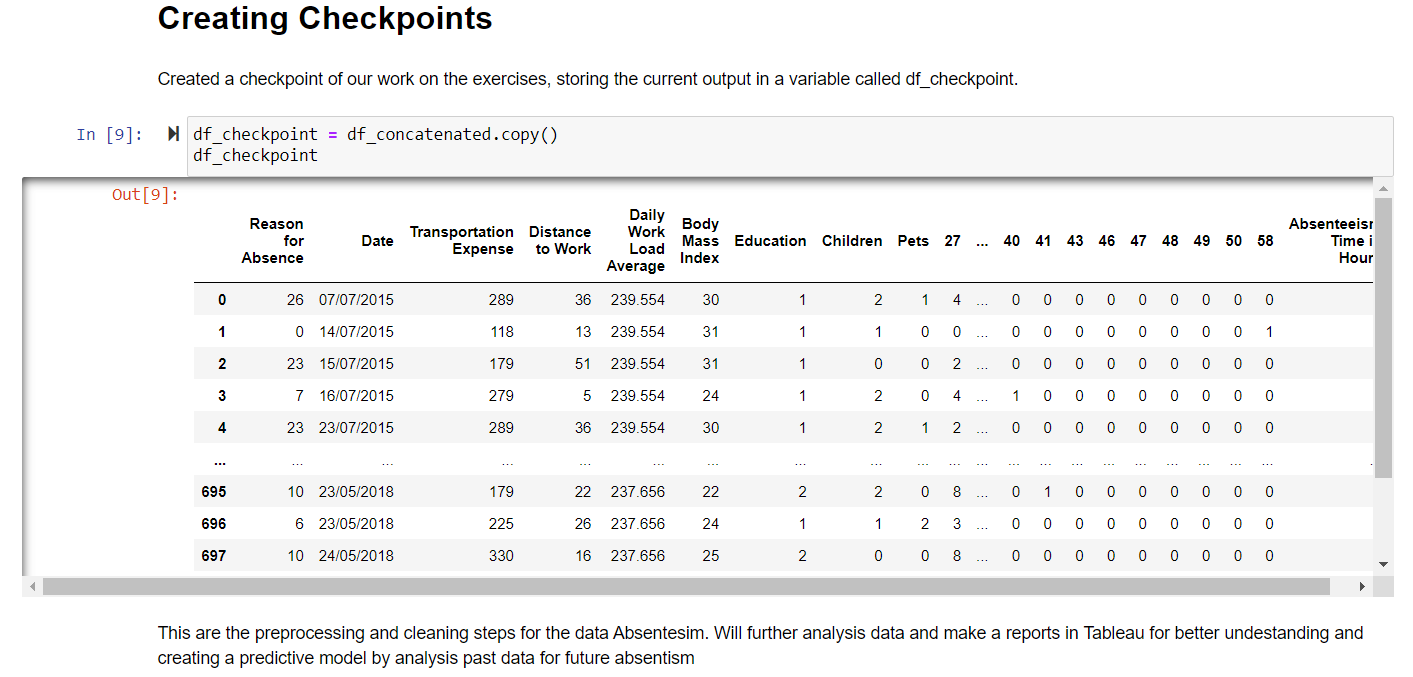 Creating Checkpoints
Created a checkpoint of our work on the exercises, storing the current output in a variable called df_checkpoint.
In [9]: df_checkpoint = df_concatenated.copy()
df_checkpoint
Out[9]:
Reason for Absence Date Transportation Expense Distance to Work Daily Work Load Average Body Mass Index Education Children Pets 27 ... 40 41 43 46 47 48 49 50 58 Absenteeism Time i Hour
0 26 07/07/2015 289 36 239.554 30 1 2 1 4 ... 0 0 0 0 0 0 0 0 0
1 0 14/07/2015 118 13 239.554 31 1 1 0 0 ... 0 0 0 0 0 0 0 0 1
2 23 15/07/2015 179 51 239.554 31 1 0 0 2 ... 0 0 0 0 0 0 0 0 0
3 7 16/07/2015 279 5 239.554 24 1 2 0 4 ... 1 0 0 0 0 0 0 0 0
4 23 23/07/2015 289 36 239.554 30 1 2 1 2 ... 0 0 0 0 0 0 0 0 0
... ... ... ... ... ... ... ... ... ... ... ... ... ... ... ... ... ... ... ... ... .
695 10 23/05/2018 179 22 237.656 22 2 2 0 8 ... 0 1 0 0 0 0 0 0 0
696 6 23/05/2018 225 26 237.656 24 1 1 2 3 ... 0 0 0 0 0 0 0 0 0
697 10 24/05/2018 330 16 237.656 25 2 0 0 8 ... 0 0 0 0 0 0 0 0 0
This are the preprocessing and cleaning steps for the data Absentesim. Will further analysis data and make a reports in Tableau for better undestanding and
creating a predictive model by analysis past data for future absentism